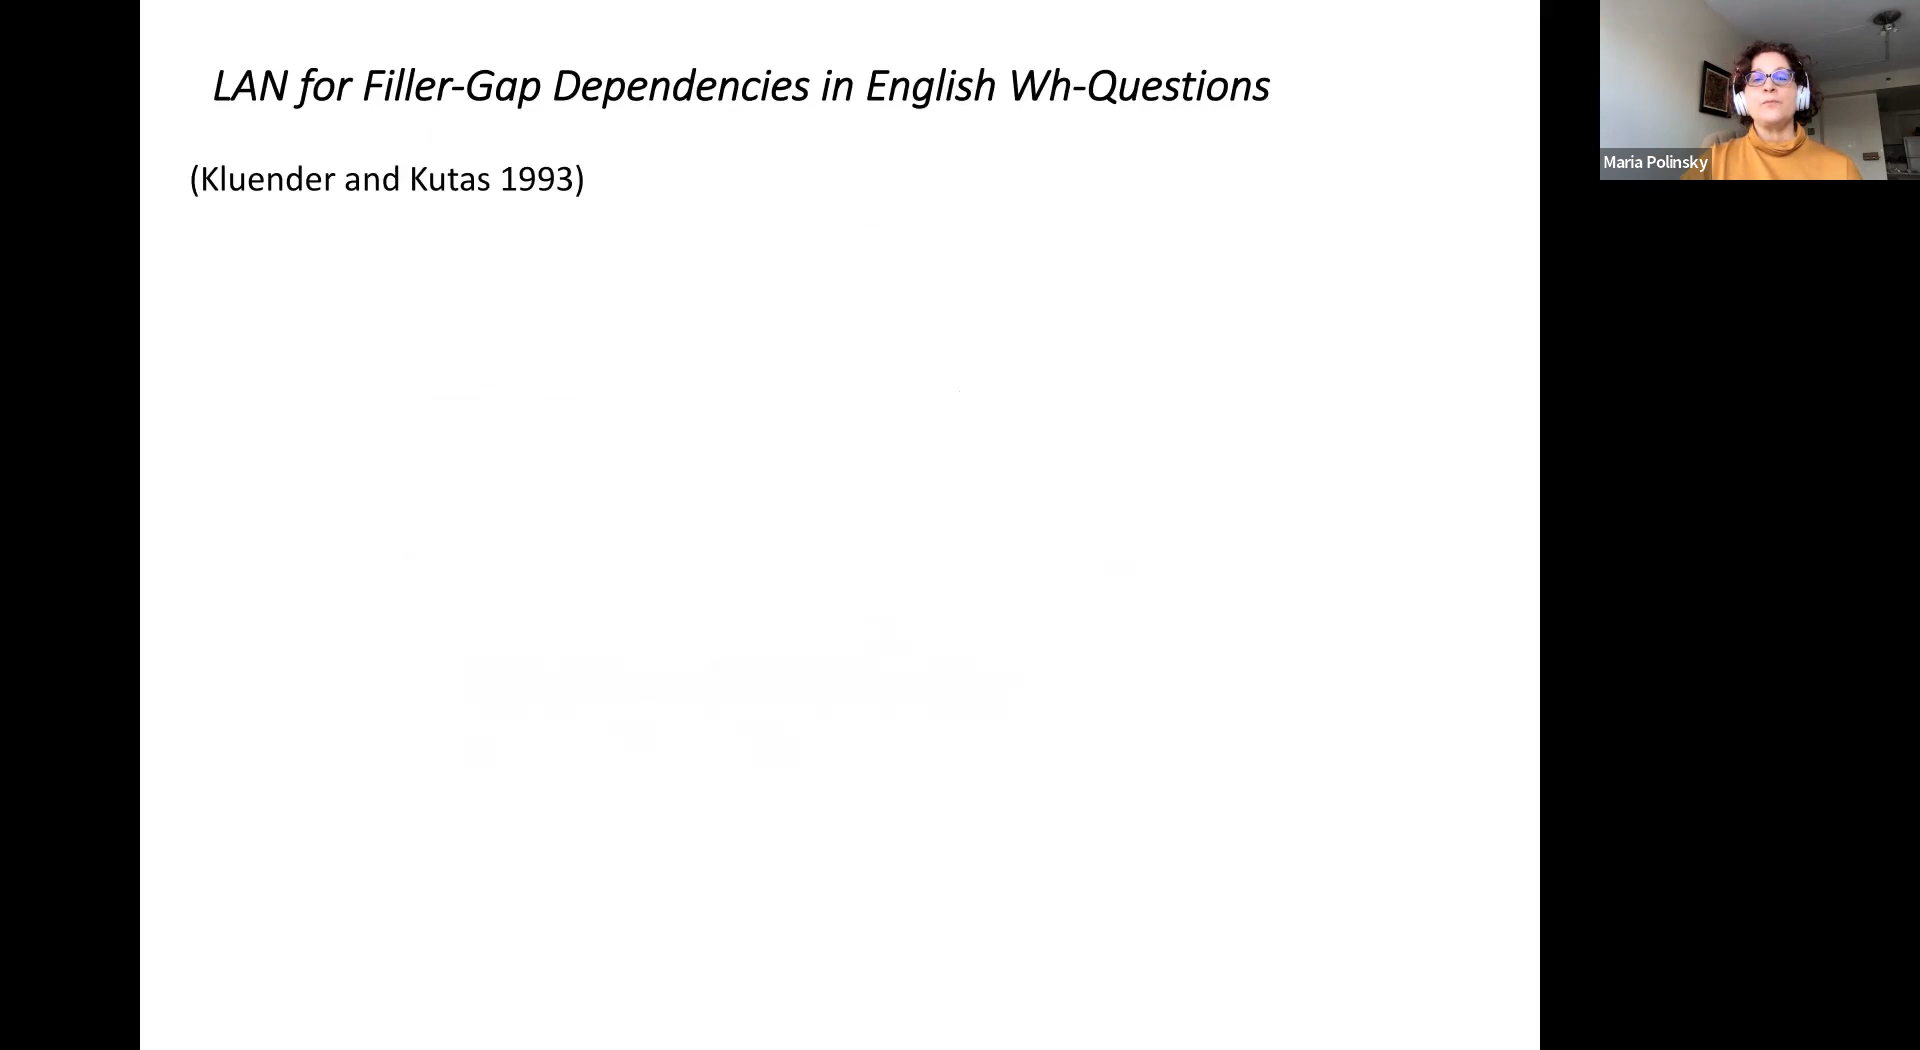 LAN for Filler-Gap Dependencies in English Wh-Questions
(Kluender and Kutas 1993)
Maria Polinsky